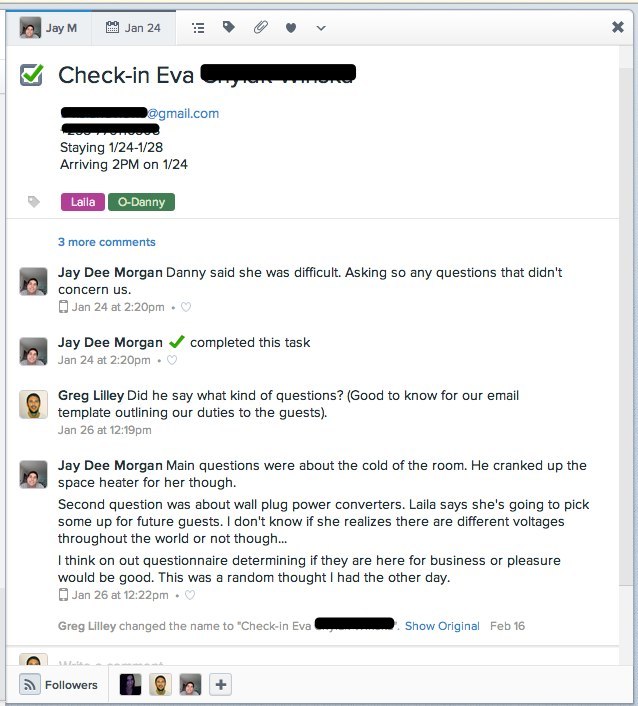 Jay M
Jan 24
Check-in Eva
@gmail.com
Staying 1/24-1/28
Arriving 2PM on 1/24
Laila
O-Danny
3 more comments
Jay Dee Morgan Danny said she was difficult. Asking so any questions that didn't
concern us.
Jan 24 at 2:20pm •
Jay Dee Morgan completed this task
Jan 24 at 2:20pm •
Greg Lilley Did he say what kind of questions? (Good to know for our email
template outlining our duties to the guests).
Jan 26 at 12:19pm
Jay Dee Morgan Main questions were about the cold of the room. He cranked up the
space heater for her though.
Second question was about wall plug power converters. Laila says she's going to pick
some up for future guests. I don't know if she realizes there are different voltages
throughout the world or not though...
I think on out questionnaire determining if they are here for business or pleasure
would be good. This was a random thought I had the other day.
Jan 26 at 12:22pm •
Greg Lilley changed the name to "Check-in Eva ". Show Original Feb 16
Write a comment
Followers